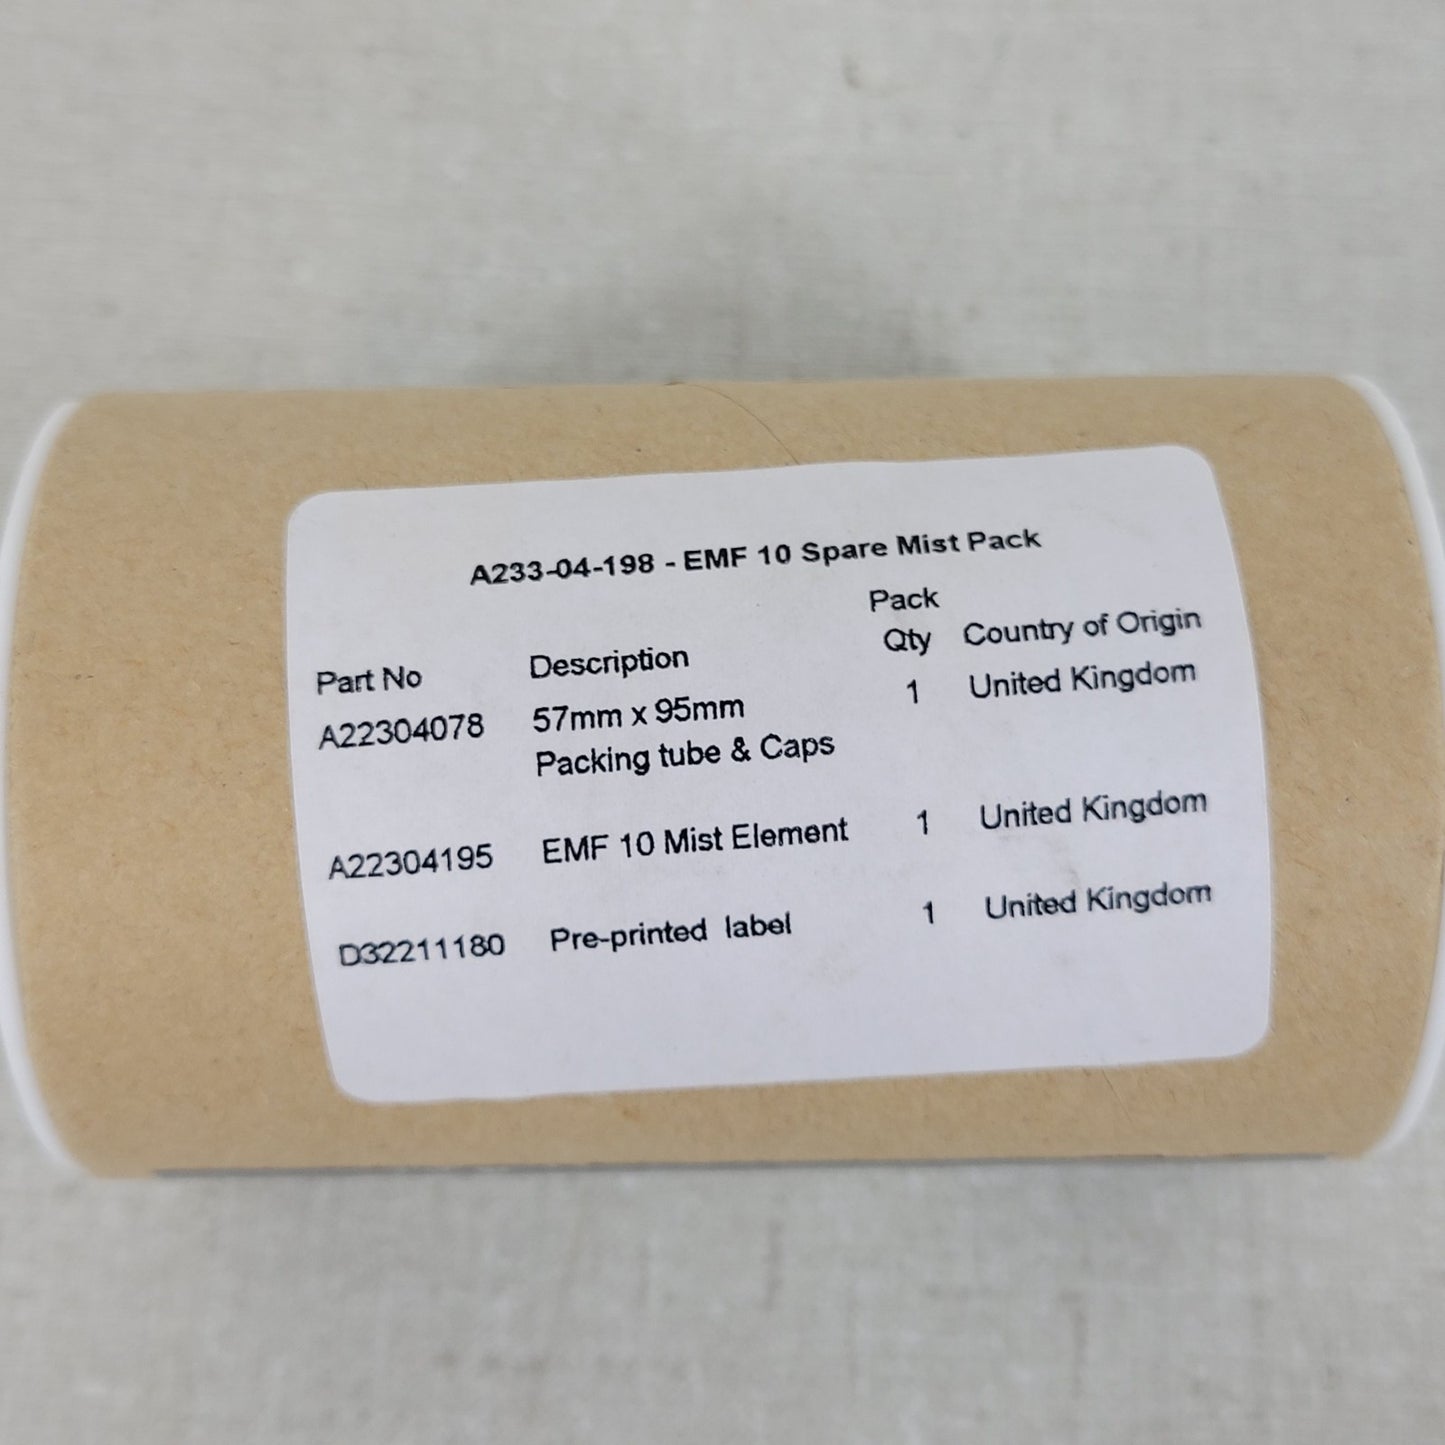 A233-04-198 - EMF 10 Spare Mist Pack
Pack
Part No Description Qty Country of Origin
A22304078 57mm x 95mm 1 United Kingdom
Packing tube & Caps
A22304195 EMF 10 Mist Element 1 United Kingdom
D32211180 Pre-printed label 1 United Kingdom